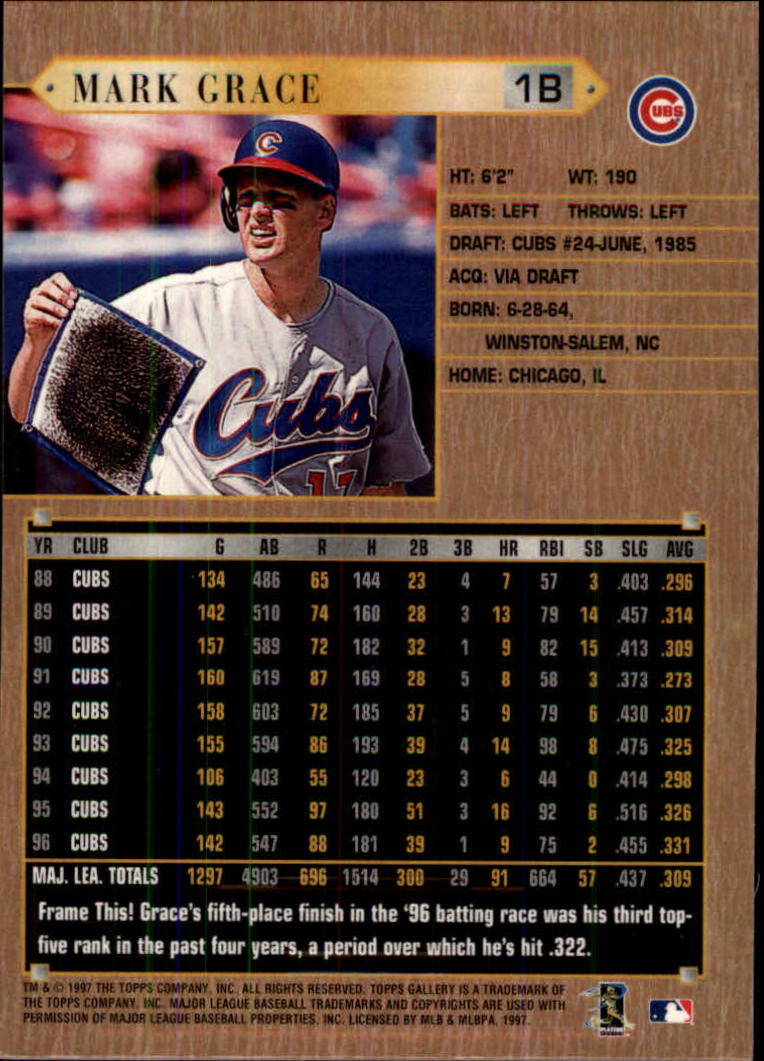 MARK GRACE 1B
CUBS
C
Cubs
17
HT: 6'2" WT: 190
BATS: LEFT THROWS: LEFT
DRAFT: CUBS #24-JUNE, 1985
ACQ: VIA DRAFT
BORN: 6-28-64,
WINSTON-SALEM, NC
HOME: CHICAGO, IL
YR CLUB G AB R H 2B 3B HR RBI SB SLG AVG
88 CUBS 134 486 65 144 23 4 7 57 3 .403 .296
89 CUBS 142 510 74 160 28 3 13 79 14 .457 .314
90 CUBS 157 589 72 182 32 1 9 82 15 .413 .309
91 CUBS 160 619 87 169 28 5 8 58 3 .373 .273
92 CUBS 158 603 72 185 37 5 9 79 6 .430 .307
93 CUBS 155 594 86 193 39 4 14 98 8 .475 .325
94 CUBS 106 403 55 120 23 3 6 44 0 .414 .298
95 CUBS 143 552 97 180 51 3 16 92 6 .516 .326
96 CUBS 142 547 88 181 39 1 9 75 2 .455 .331
MAJ. LEA. TOTALS 1297 4903 696 1514 300 29 91 664 57 .437 .309
Frame This! Grace's fifth-place finish in the '96 batting race was his third top-
five rank in the past four years, a period over which he's hit .322.
TM & © 1997 THE TOPPS COMPANY, INC. ALL RIGHTS RESERVED. TOPPS GALLERY IS A TRADEMARK OF
THE TOPPS COMPANY, INC. MAJOR LEAGUE BASEBALL TRADEMARKS AND COPYRIGHTS ARE USED WITH
PERMISSION OF MAJOR LEAGUE BASEBALL PROPERTIES, INC. LICENSED BY MLB & MLBPA, 1997.